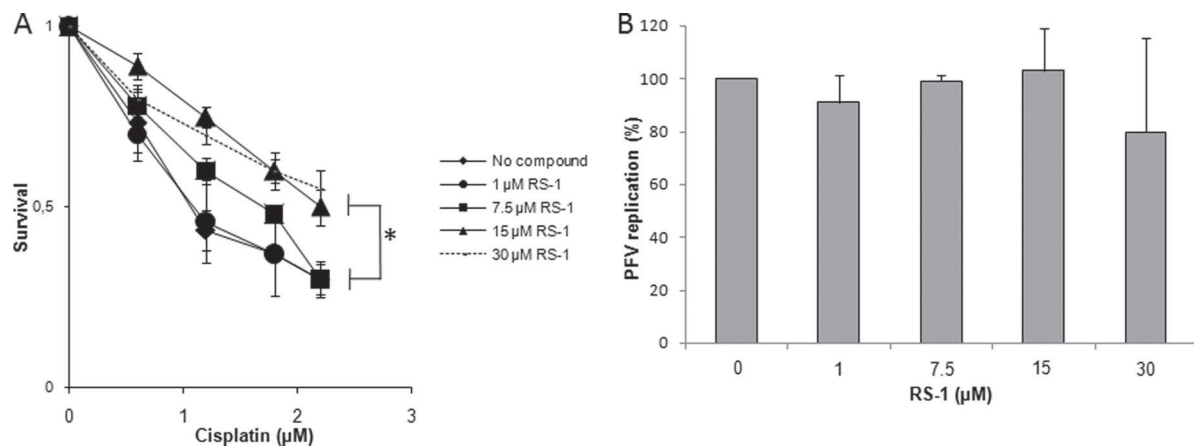 A
1
0,5
0
Survival
0
1
2
3
Cisplatin (µM)
No compound
1 µM RS-1
7.5 µM RS-1
15 µM RS-1
30 µM RS-1
*
B
120
100
80
60
40
20
0
PFV replication (%)
0
1
7.5
15
30
RS-1 (µM)